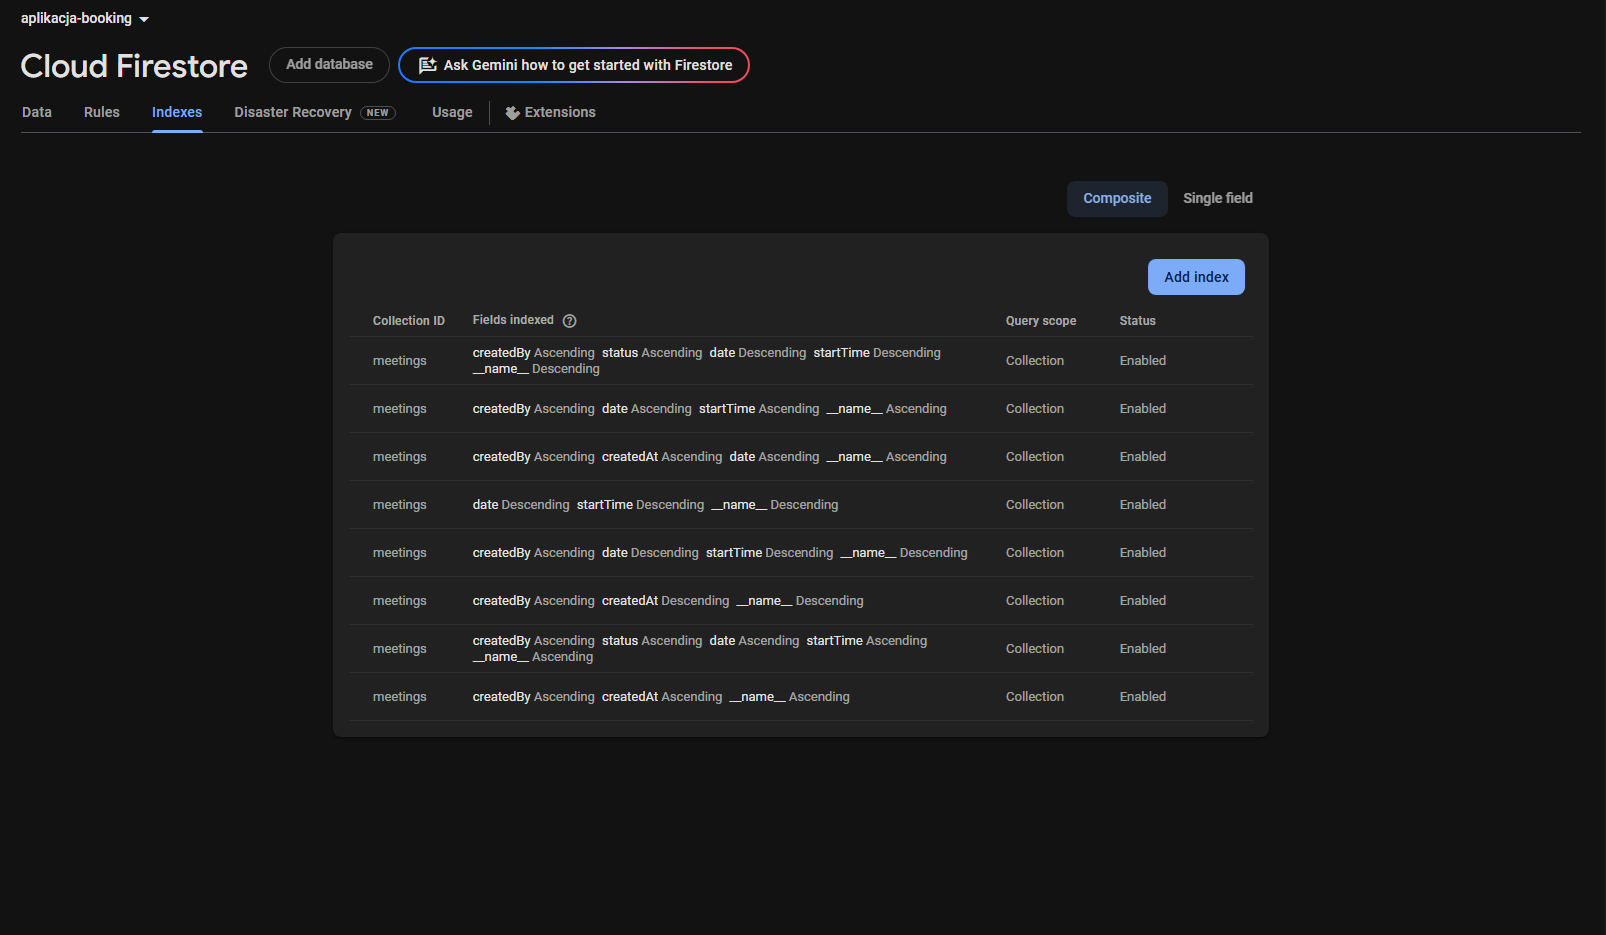 aplikacja-booking
Cloud Firestore
Add database
Ask Gemini how to get started with Firestore
Data
Rules
Indexes
Disaster Recovery NEW
Usage
Extensions
Composite
Single field
Add index
Collection ID Fields indexed Query scope Status
meetings createdBy Ascending status Ascending date Descending startTime Descending
__name__ Descending Collection Enabled
meetings createdBy Ascending date Ascending startTime Ascending __name__ Ascending Collection Enabled
meetings createdBy Ascending createdAt Ascending date Ascending __name__ Ascending Collection Enabled
meetings date Descending startTime Descending __name__ Descending Collection Enabled
meetings createdBy Ascending date Descending startTime Descending __name__ Descending Collection Enabled
meetings createdBy Ascending createdAt Descending __name__ Descending Collection Enabled
meetings createdBy Ascending status Ascending date Ascending startTime Ascending
__name__ Ascending Collection Enabled
meetings createdBy Ascending createdAt Ascending __name__ Ascending Collection Enabled